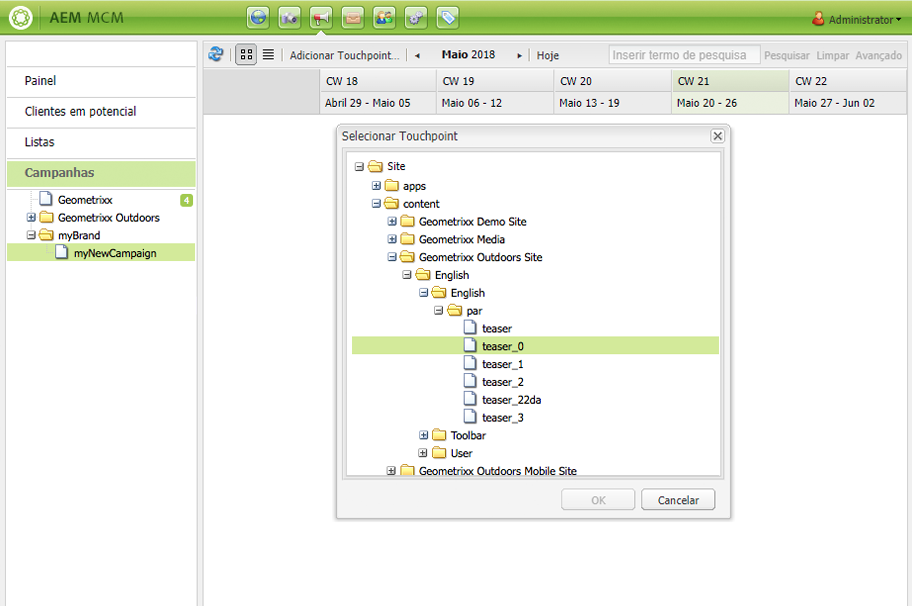 AEM MCM
Administrator
Painel
Clientes em potencial
Listas
Campanhas
Geometrixx 4
Geometrixx Outdoors
myBrand
myNewCampaign
Adicionar Touchpoint... Maio 2018 Hoje Inserir termo de pesquisa Pesquisar Limpar Avançado
CW 18 CW 19 CW 20 CW 21 CW 22
Abril 29 - Maio 05 Maio 06 - 12 Maio 13 - 19 Maio 20 - 26 Maio 27 - Jun 02
Selecionar Touchpoint
Site
apps
content
Geometrixx Demo Site
Geometrixx Media
Geometrixx Outdoors Site
English
English
par
teaser
teaser_0
teaser_1
teaser_2
teaser_22da
teaser_3
Toolbar
User
Geometrixx Outdoors Mobile Site
OK Cancelar